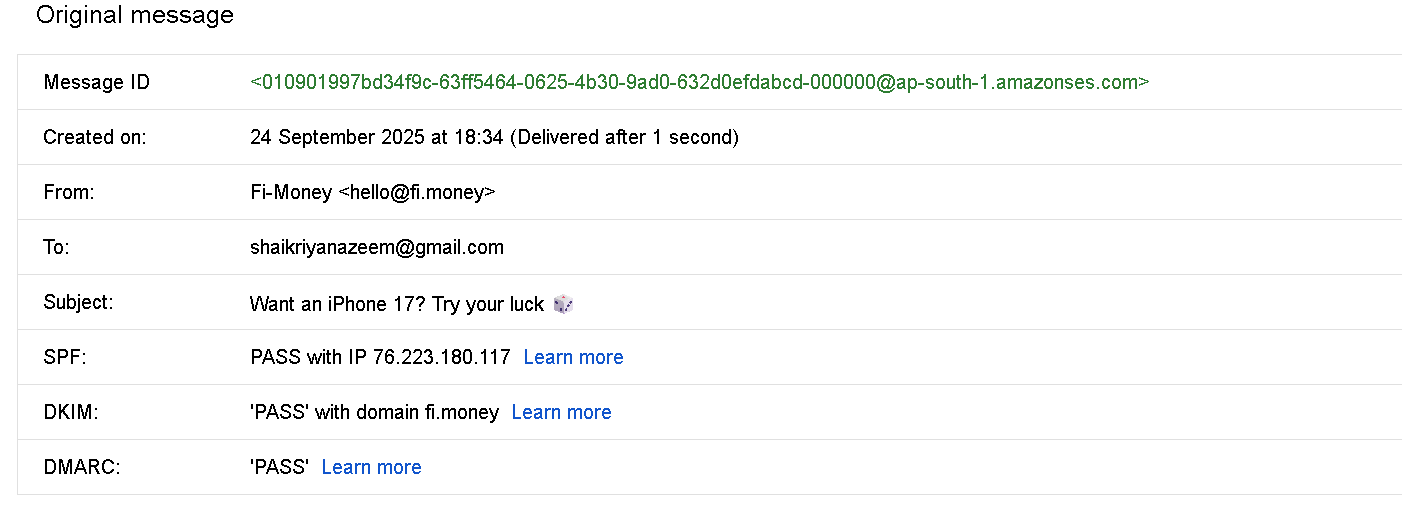 Original message
Message ID <010901997bd34f9c-63ff5464-0625-4b30-9ad0-632d0efdabcd-000000@ap-south-1.amazonses.com>
Created on: 24 September 2025 at 18:34 (Delivered after 1 second)
From: Fi-Money <hello@fi.money>
To: shaikriyanazeem@gmail.com
Subject: Want an iPhone 17? Try your luck 🎲
SPF: PASS with IP 76.223.180.117 Learn more
DKIM: 'PASS' with domain fi.money Learn more
DMARC: 'PASS' Learn more